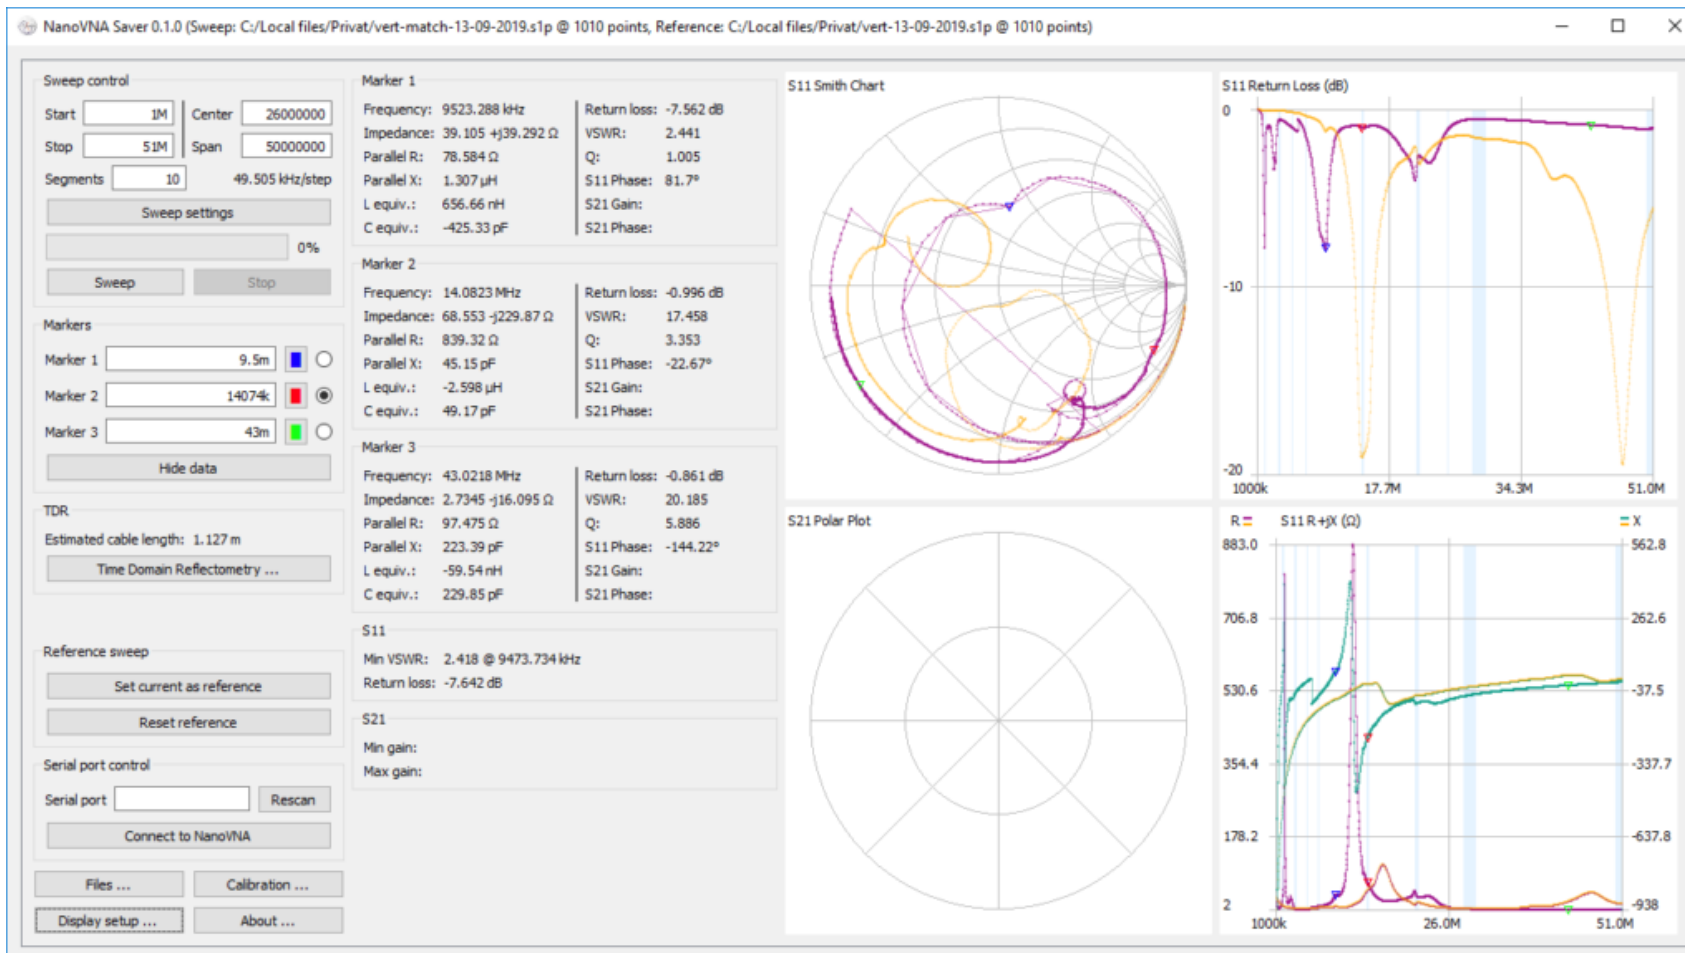 NanoVNA Saver 0.1.0 (Sweep: C:/Local files/Privat/vert-match-13-09-2019.s1p @ 1010 points, Reference: C:/Local files/Privat/vert-13-09-2019.s1p @ 1010 points)
Sweep control
Start 1M Center 26000000
Stop 51M Span 50000000
Segments 10 49.505 kHz/step
Sweep settings
0%
Sweep Stop
Markers
Marker 1 9.5m
Marker 2 14074k
Marker 3 43m
Hide data
TDR
Estimated cable length: 1.127 m
Time Domain Reflectometry ...
Reference sweep
Set current as reference
Reset reference
Serial port control
Serial port Rescan
Connect to NanoVNA
Files ... Calibration ...
Display setup ... About ...
Marker 1
Frequency: 9523.288 kHz Return loss: -7.562 dB
Impedance: 39.105 +j39.292 Ω VSWR: 2.441
Parallel R: 78.584 Ω Q: 1.005
Parallel X: 1.307 µH S11 Phase: 81.7°
L equiv.: 656.66 nH S21 Gain:
C equiv.: -425.33 pF S21 Phase:
Marker 2
Frequency: 14.0823 MHz Return loss: -0.996 dB
Impedance: 68.553 -j229.87 Ω VSWR: 17.458
Parallel R: 839.32 Ω Q: 3.353
Parallel X: 45.15 pF S11 Phase: -22.67°
L equiv.: -2.598 µH S21 Gain:
C equiv.: 49.17 pF S21 Phase:
Marker 3
Frequency: 43.0218 MHz Return loss: -0.861 dB
Impedance: 2.7345 -j16.095 Ω VSWR: 20.185
Parallel R: 97.475 Ω Q: 5.886
Parallel X: 223.39 pF S11 Phase: -144.22°
L equiv.: -59.54 nH S21 Gain:
C equiv.: 229.85 pF S21 Phase:
S11
Min VSWR: 2.418 @ 9473.734 kHz
Return loss: -7.642 dB
S21
Min gain:
Max gain:
S11 Smith Chart
S11 Return Loss (dB)
0
-10
-20
1000k 17.7M 34.3M 51.0M
S21 Polar Plot
R S11 R+jX (Ω) X
883.0 562.8
706.8 262.6
530.6 -37.5
354.4 -337.7
178.2 -637.8
2 -938
1000k 26.0M 51.0M